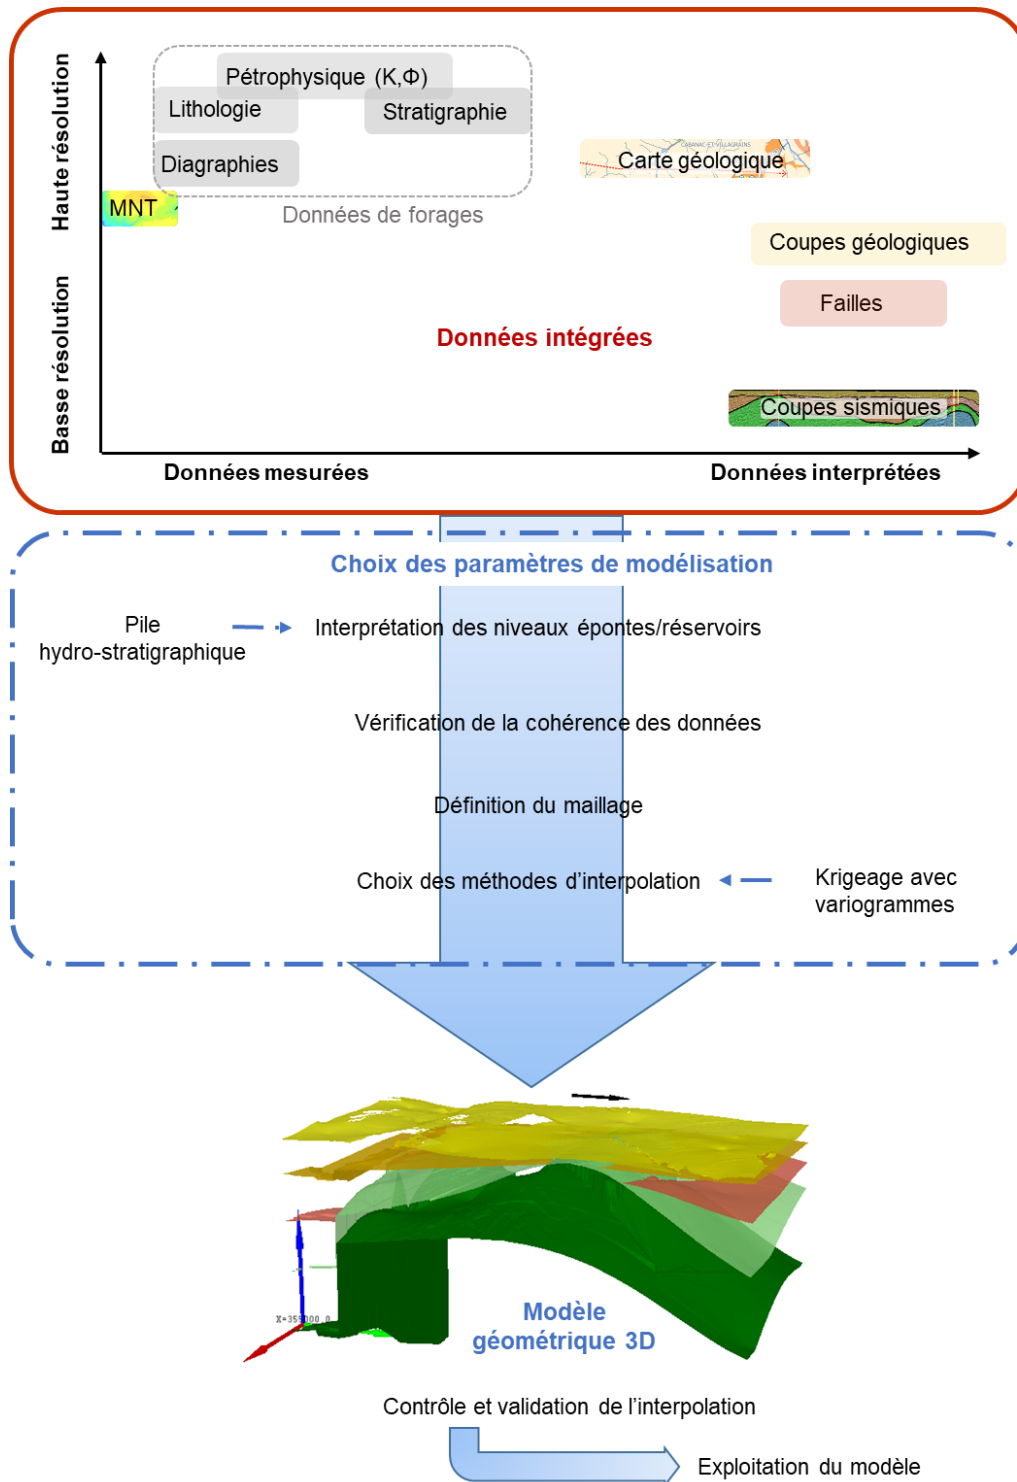 Haute résolution
Basse résolution
Pétrophysique (K,Φ)
Lithologie
Stratigraphie
Diagraphies
CABANAC-ET-VILLAGRAINS
Carte géologique
MNT
Données de forages
Coupes géologiques
Failles
Données intégrées
Coupes sismiques
Données mesurées
Données interprétées
Choix des paramètres de modélisation
Pile
hydro-stratigraphique
Interprétation des niveaux épontes/réservoirs
Vérification de la cohérence des données
Définition du maillage
Choix des méthodes d’interpolation
Krigeage avec
variogrammes
Modèle
géométrique 3D
Contrôle et validation de l’interpolation
Exploitation du modèle